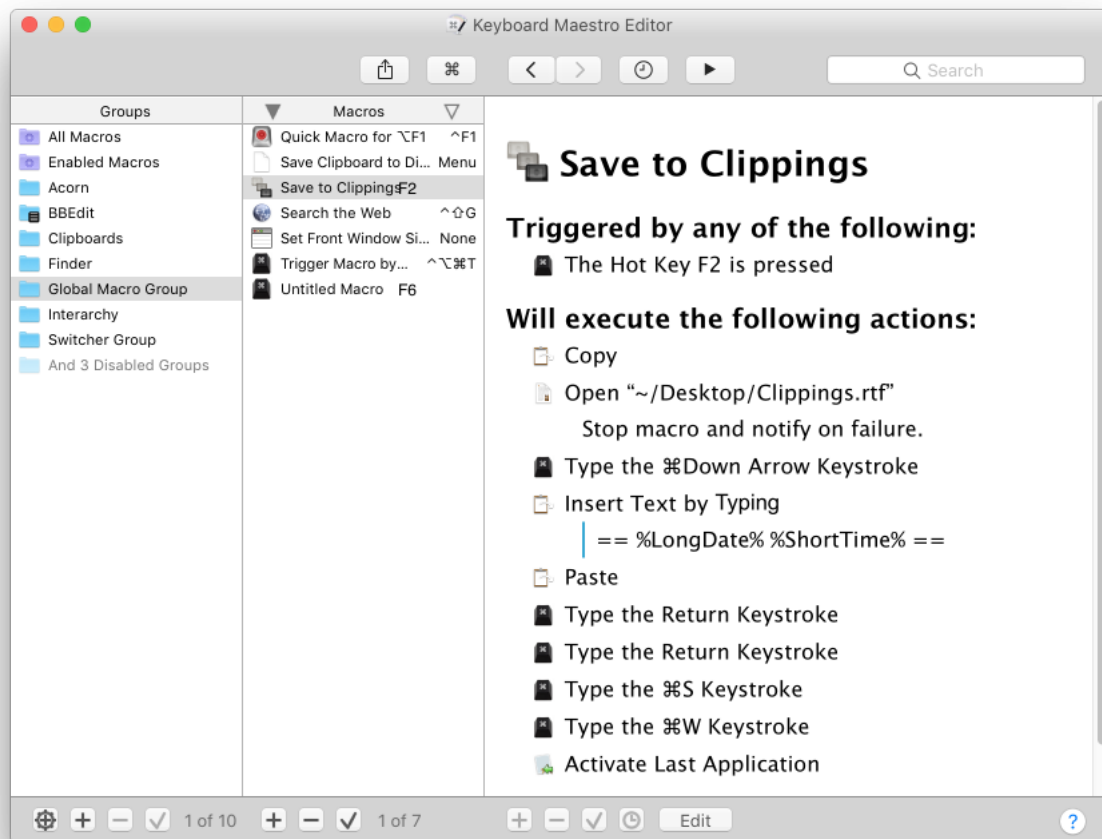 Keyboard Maestro Editor
⌘
Search
Groups
Macros
All Macros
Enabled Macros
Acorn
BBEdit
Clipboards
Finder
Global Macro Group
Interarchy
Switcher Group
And 3 Disabled Groups
Quick Macro for ⌥F1 ^F1
Save Clipboard to Di... Menu
Save to Clippings F2
Search the Web ^⇧G
Set Front Window Si... None
Trigger Macro by... ^⌥⌘T
Untitled Macro F6
Save to Clippings
Triggered by any of the following:
The Hot Key F2 is pressed
Will execute the following actions:
Copy
Open “~/Desktop/Clippings.rtf”
Stop macro and notify on failure.
Type the ⌘Down Arrow Keystroke
Insert Text by Typing
== %LongDate% %ShortTime% ==
Paste
Type the Return Keystroke
Type the Return Keystroke
Type the ⌘S Keystroke
Type the ⌘W Keystroke
Activate Last Application
1 of 10
1 of 7
Edit
?